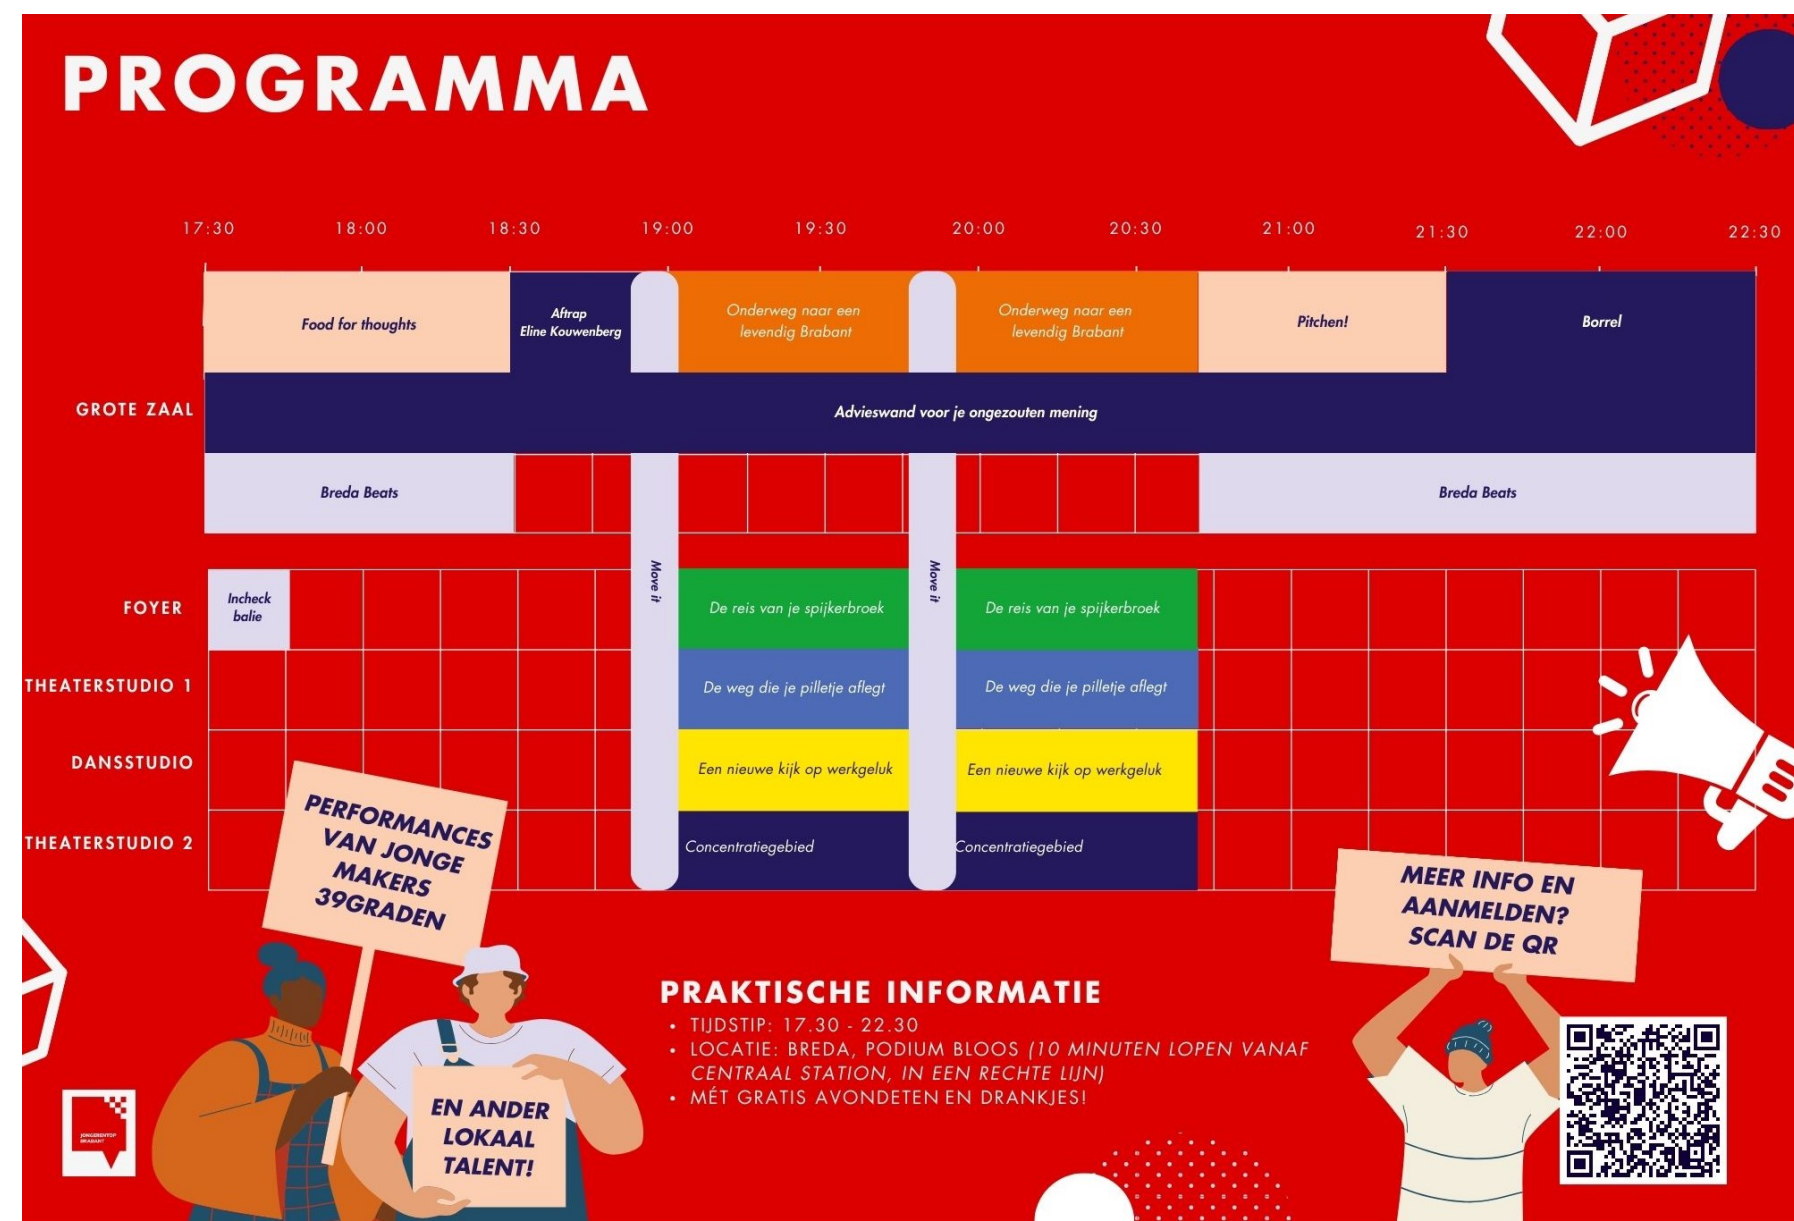 PROGRAMMA
17:30 18:00 18:30 19:00 19:30 20:00 20:30 21:00 21:30 22:00 22:30
Food for thoughts
Aftrap
Eline Kouwenberg
Onderweg naar een
levendig Brabant
Onderweg naar een
levendig Brabant
Pitchen!
Borrel
GROTE ZAAL
Advieswand voor je ongezouten mening
Breda Beats
Breda Beats
Move it
Move it
FOYER
Incheck
balie
De reis van je spijkerbroek
De reis van je spijkerbroek
THEATERSTUDIO 1
De weg die je pilletje aflegt
De weg die je pilletje aflegt
DANSSTUDIO
Een nieuwe kijk op werkgeluk
Een nieuwe kijk op werkgeluk
THEATERSTUDIO 2
Concentratiegebied
Concentratiegebied
PERFORMANCES
VAN JONGE
MAKERS
39GRADEN
EN ANDER
LOKAAL
TALENT!
MEER INFO EN
AANMELDEN?
SCAN DE QR
PRAKTISCHE INFORMATIE
• TIJDSTIP: 17.30 - 22.30
• LOCATIE: BREDA, PODIUM BLOOS (10 MINUTEN LOPEN VANAF
CENTRAAL STATION, IN EEN RECHTE LIJN)
• MÉT GRATIS AVONDETEN EN DRANKJES!
JONGERENTOP
BRABANT